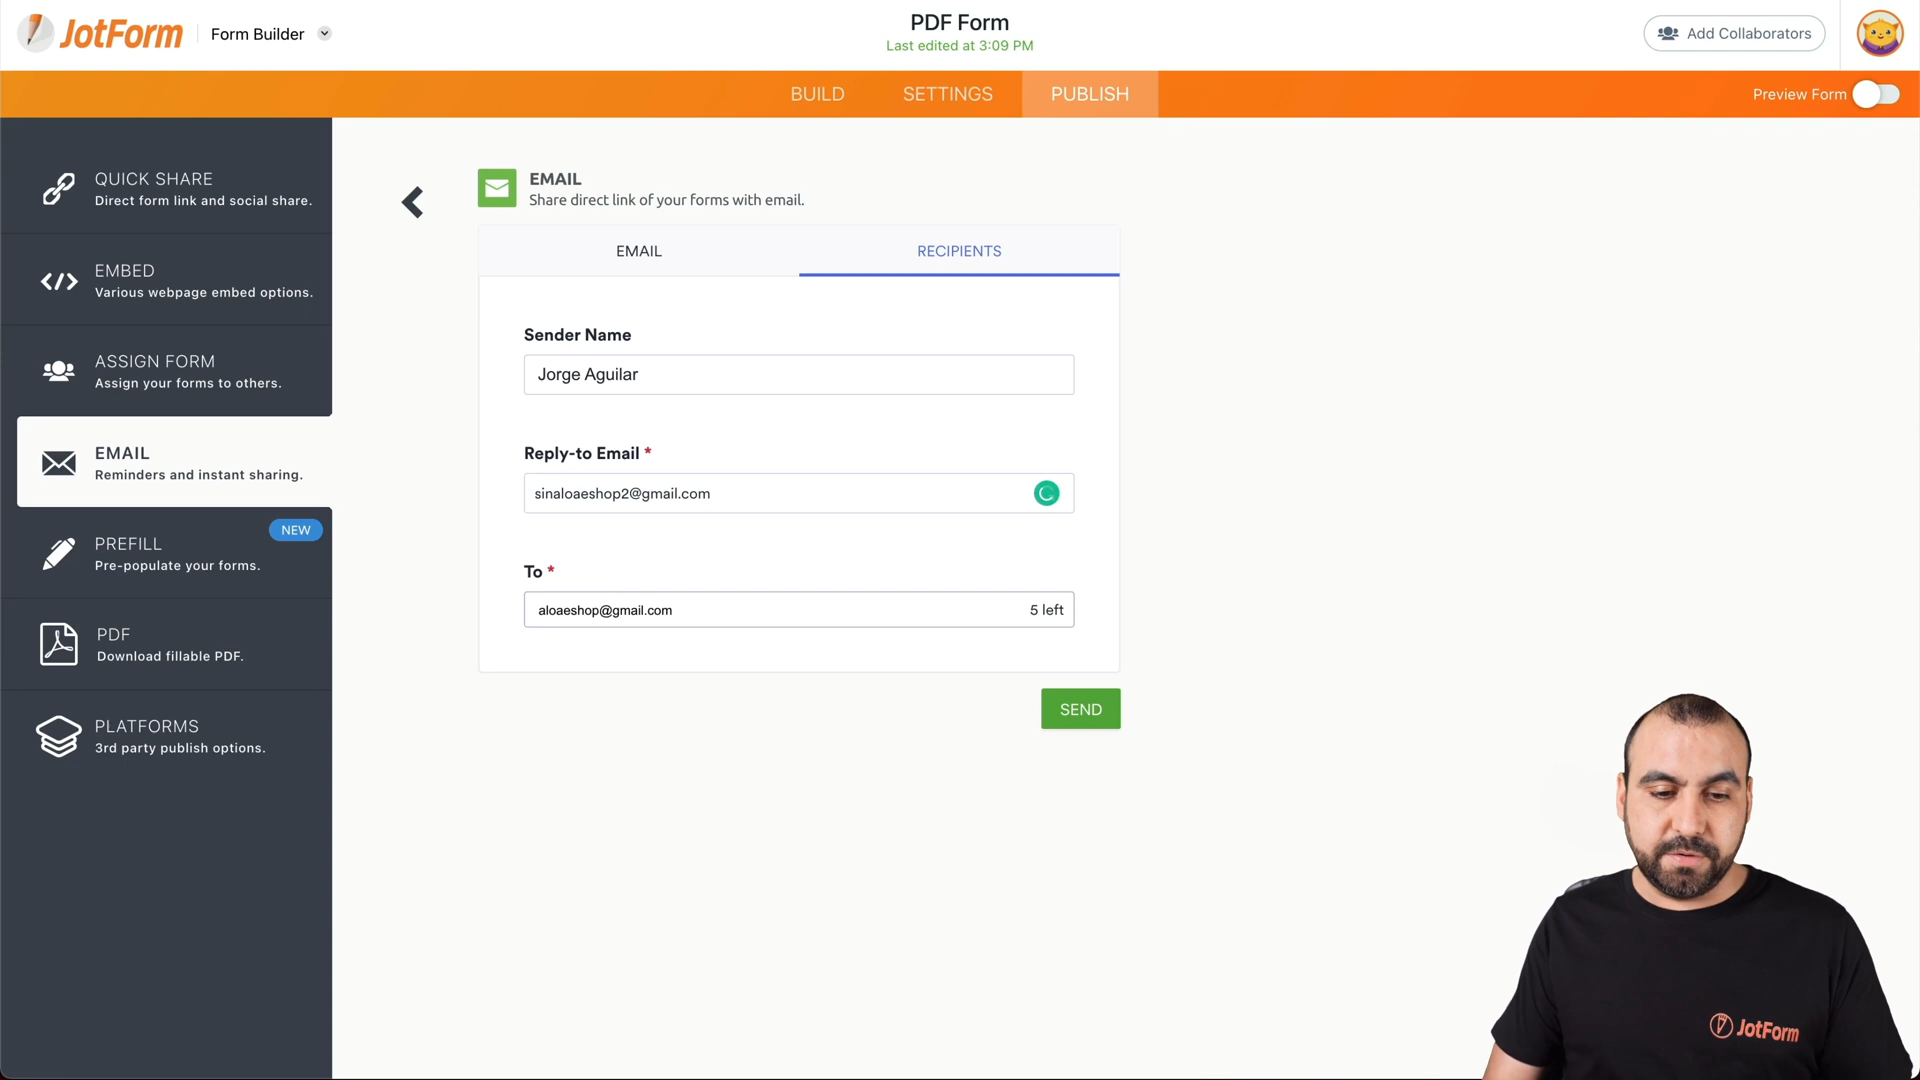 JotForm
Form Builder
PDF Form
Last edited at 3:09 PM
Add Collaborators
BUILD
SETTINGS
PUBLISH
Preview Form
QUICK SHARE
Direct form link and social share.
EMBED
Various webpage embed options.
ASSIGN FORM
Assign your forms to others.
EMAIL
Reminders and instant sharing.
NEW
PREFILL
Pre-populate your forms.
PDF
Download fillable PDF.
PLATFORMS
3rd party publish options.
EMAIL
Share direct link of your forms with email.
EMAIL
RECIPIENTS
Sender Name
Jorge Aguilar
Reply-to Email *
sinaloaeshop2@gmail.com
To *
aloaeshop@gmail.com
5 left
SEND
JotForm